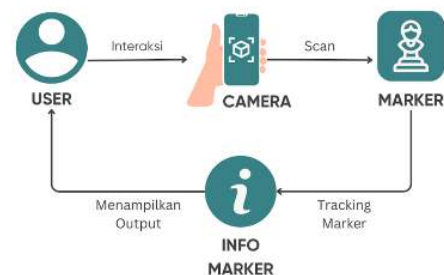 Interaksi
Scan
USER
CAMERA
MARKER
Menampilkan
Output
Tracking
Marker
INFO
MARKER